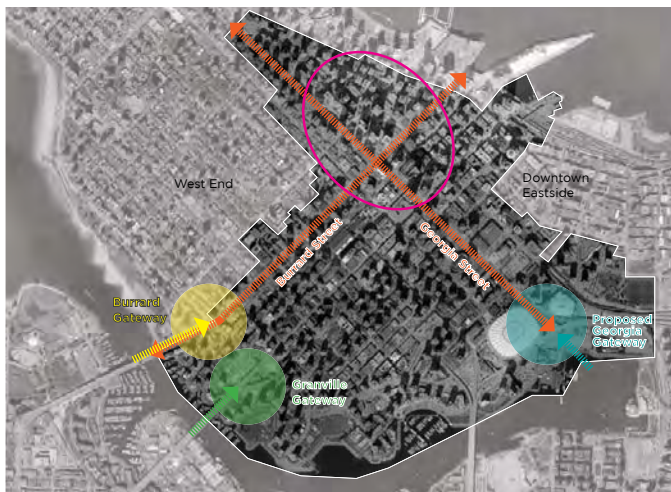 West End
Downtown
Eastside
Burrard Street
Georgia Street
Burrard
Gateway
Proposed
Georgia
Gateway
Granville
Gateway